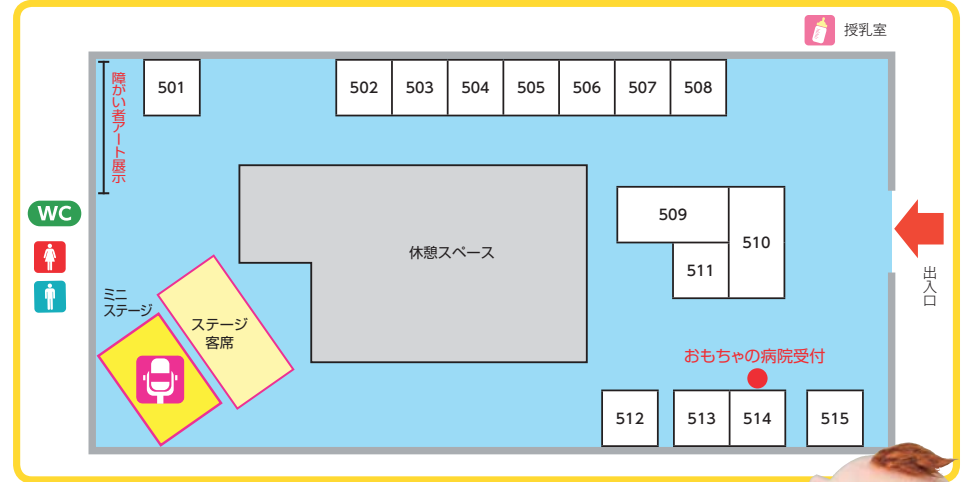 授乳室
501
502
503
504
505
506
507
508
障がい者アート展示
WC
509
510
511
休憩スペース
出入口
ミニ
ステージ
ステージ
客席
おもちゃの病院受付
512
513
514
515